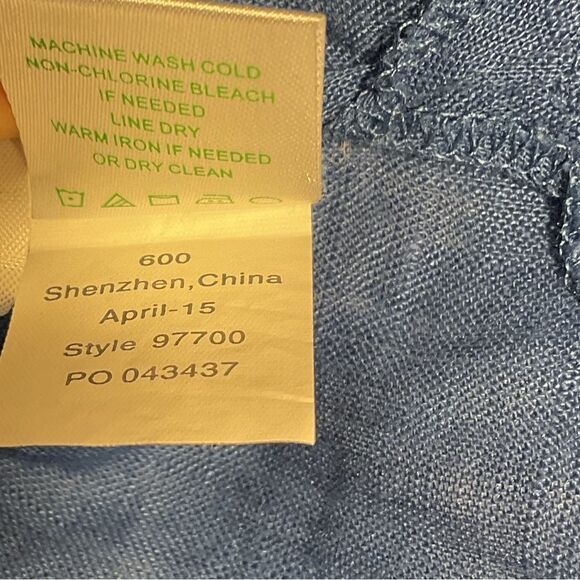 MACHINE WASH COLD
NON-CHLORINE BLEACH
IF NEEDED
LINE DRY
WARM IRON IF NEEDED
OR DRY CLEAN
600
Shenzhen,China
April-15
Style 97700
PO 043437